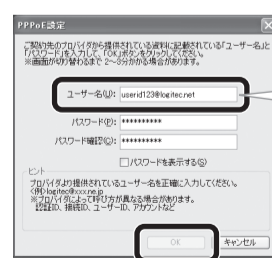 PPPoE設定
ご契約先のプロバイダから提供されている資料に記載されている「ユーザー名」と
「パスワード」を入力して、「OK」ボタンをクリックしてください。
※画面が切り替わるまで 2～3分かかる場合があります。
ユーザー名(U): userid123@logitec.net
パスワード(P): **********
パスワード確認(C): **********
パスワードを表示する(S)
ヒント
プロバイダより提供されているユーザー名を正確に入力してください。
<例>logitec@xxx.ne.jp
※プロバイダによって呼び方が異なる場合があります。
認証ID、接続ID、ユーザーID、アカウントなど
OK キャンセル